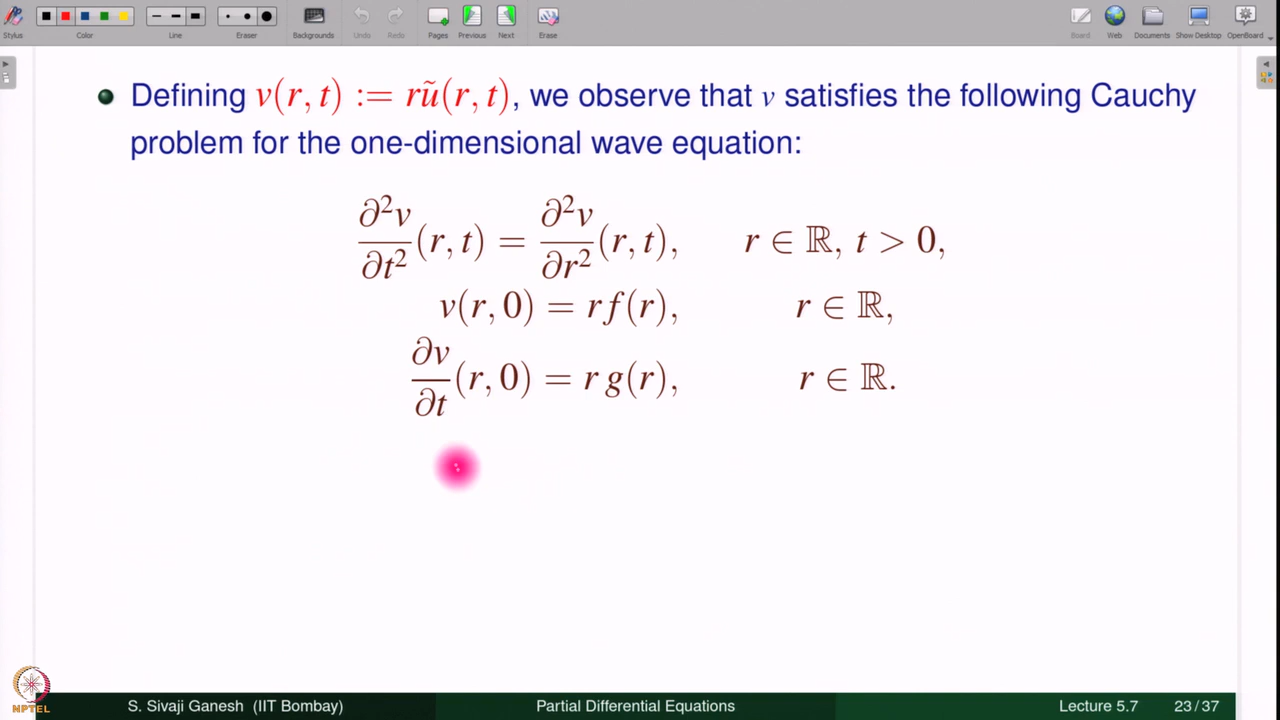 Stylus Color Line Eraser Backgrounds Undo Redo Pages Previous Next Erase Board Web Documents Show Desktop OpenBoard
Defining v(r, t) := rũ(r, t), we observe that v satisfies the following Cauchy
problem for the one-dimensional wave equation:
∂²v/∂t² (r, t) = ∂²v/∂r² (r, t), r ∈ ℝ, t > 0,
v(r, 0) = r f(r), r ∈ ℝ,
∂v/∂t (r, 0) = r g(r), r ∈ ℝ.
NPTEL
S. Sivaji Ganesh (IIT Bombay) Partial Differential Equations Lecture 5.7 23/37